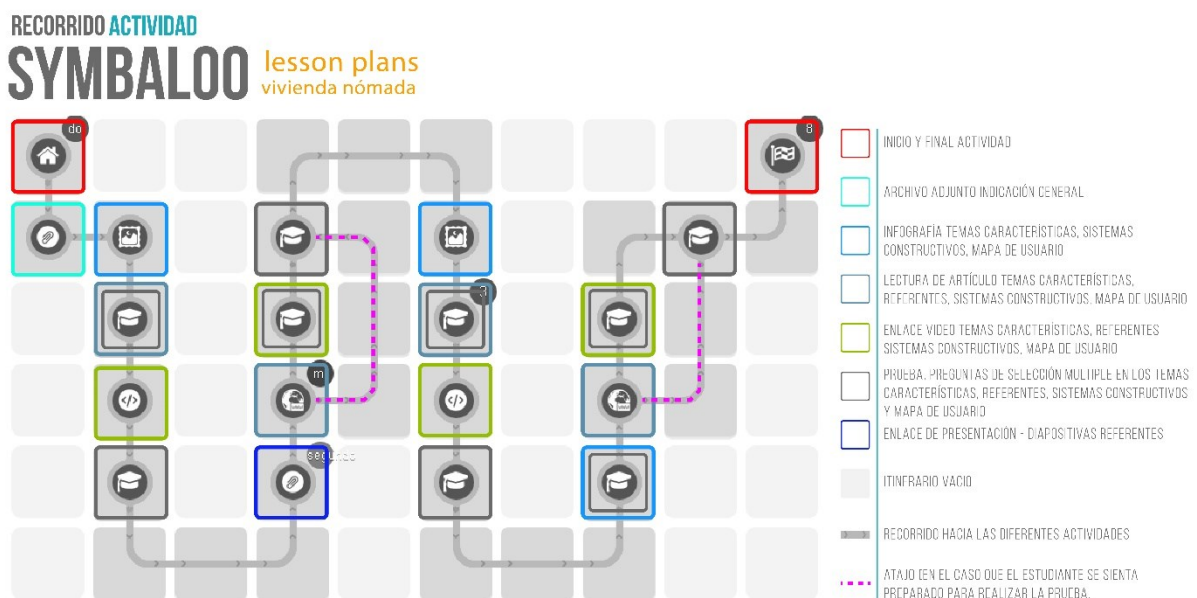 RECORRIDO ACTIVIDAD
SYMBALOO
lesson plans
vivienda nómada
do
8
3
m
segundo
INICIO Y FINAL ACTIVIDAD
ARCHIVO ADJUNTO INDICACIÓN GENERAL
INFOGRAFÍA TEMAS CARACTERÍSTICAS, SISTEMAS
CONSTRUCTIVOS, MAPA DE USUARIO
LECTURA DE ARTÍCULO TEMAS CARACTERÍSTICAS,
REFERENTES, SISTEMAS CONSTRUCTIVOS, MAPA DE USUARIO
ENLACE VIDEO TEMAS CARACTERÍSTICAS, REFERENTES
SISTEMAS CONSTRUCTIVOS, MAPA DE USUARIO
PRUEBA. PREGUNTAS DE SELECCIÓN MULTIPLE EN LOS TEMAS
CARACTERÍSTICAS, REFERENTES, SISTEMAS CONSTRUCTIVOS
Y MAPA DE USUARIO
ENLACE DE PRESENTACIÓN - DIAPOSITIVAS REFERENTES
ITINERARIO VACIO
RECORRIDO HACIA LAS DIFERENTES ACTIVIDADES
ATAJO (EN EL CASO QUE EL ESTUDIANTE SE SIENTA
PREPARADO PARA REALIZAR LA PRUEBA.